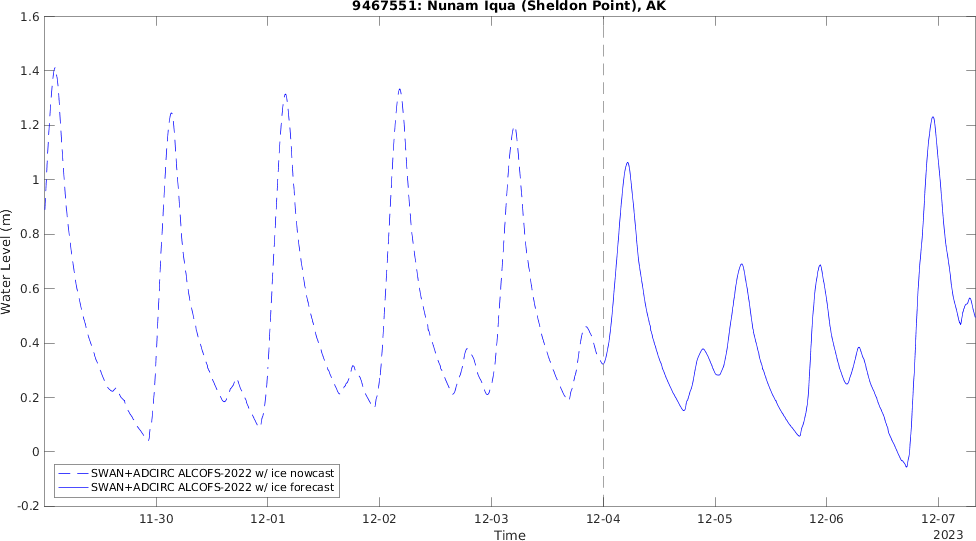 9467551: Nunam Iqua (Sheldon Point), AK
1.6
1.4
1.2
1
0.8
0.6
0.4
0.2
0
-0.2
Water Level (m)
SWAN+ADCIRC ALCOFS-2022 w/ ice nowcast
SWAN+ADCIRC ALCOFS-2022 w/ ice forecast
11-30 12-01 12-02 12-03 12-04 12-05 12-06 12-07
Time
2023